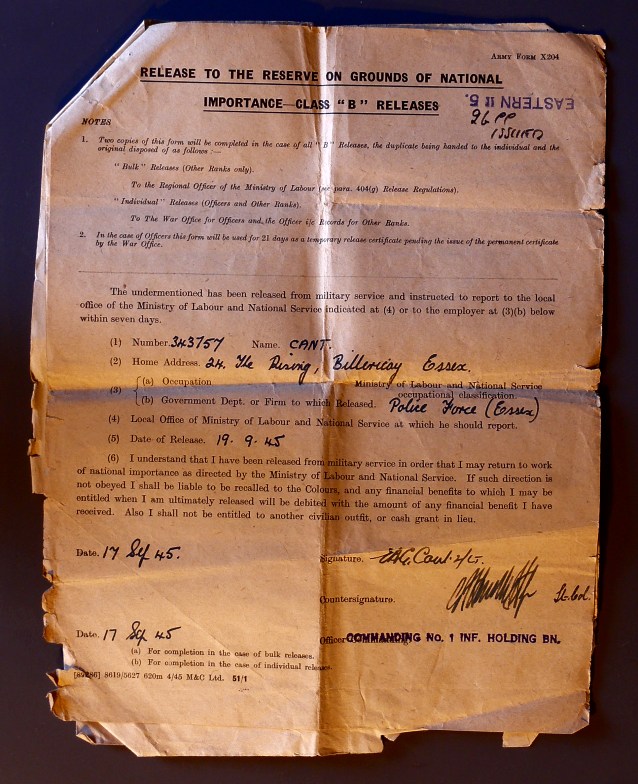 ARMY FORM X204
RELEASE TO THE RESERVE ON GROUNDS OF NATIONAL
IMPORTANCE—CLASS "B" RELEASES
EASTERN 11 5.
26 PP
ISSUED
NOTES
1. Two copies of this form will be completed in the case of all "B" Releases, the duplicate being handed to the individual and the
original disposed of as follows :—
"Bulk" Releases (Other Ranks only).
To the Regional Officer of the Ministry of Labour (see para. 404(g) Release Regulations).
"Individual" Releases (Officers and Other Ranks).
To The War Office for Officers and the Officer i/c Records for Other Ranks.
2. In the case of Officers this form will be used for 21 days as a temporary release certificate pending the issue of the permanent certificate
by the War Office.
The undermentioned has been released from military service and instructed to report to the local
office of the Ministry of Labour and National Service indicated at (4) or to the employer at (3)(b) below
within seven days.
(1) Number. 343757 Name. CANT.
(2) Home Address. 24, The Rising, Billericay Essex.
(3) (a) Occupation Ministry of Labour and National Service
occupational classification.
(b) Government Dept. or Firm to which Released. Police Force (Essex)
(4) Local Office of Ministry of Labour and National Service at which he should report.
(5) Date of Release. 19. 9. 45
(6) I understand that I have been released from military service in order that I may return to work
of national importance as directed by the Ministry of Labour and National Service. If such direction is
not obeyed I shall be liable to be recalled to the Colours, and any financial benefits to which I may be
entitled when I am ultimately released will be debited with the amount of any financial benefit I have
received. Also I shall not be entitled to another civilian outfit, or cash grant in lieu.
Date. 17 Sep 45. Signature. Cant. 2/Lt.
Countersignature. Lt-Col.
Date. 17 Sep 45 Officer COMMANDING NO. 1 INF. HOLDING BN.
(a) For completion in the case of bulk releases.
(b) For completion in the case of individual releases.
8619/5627 620m 4/45 M&C Ltd. 51/1